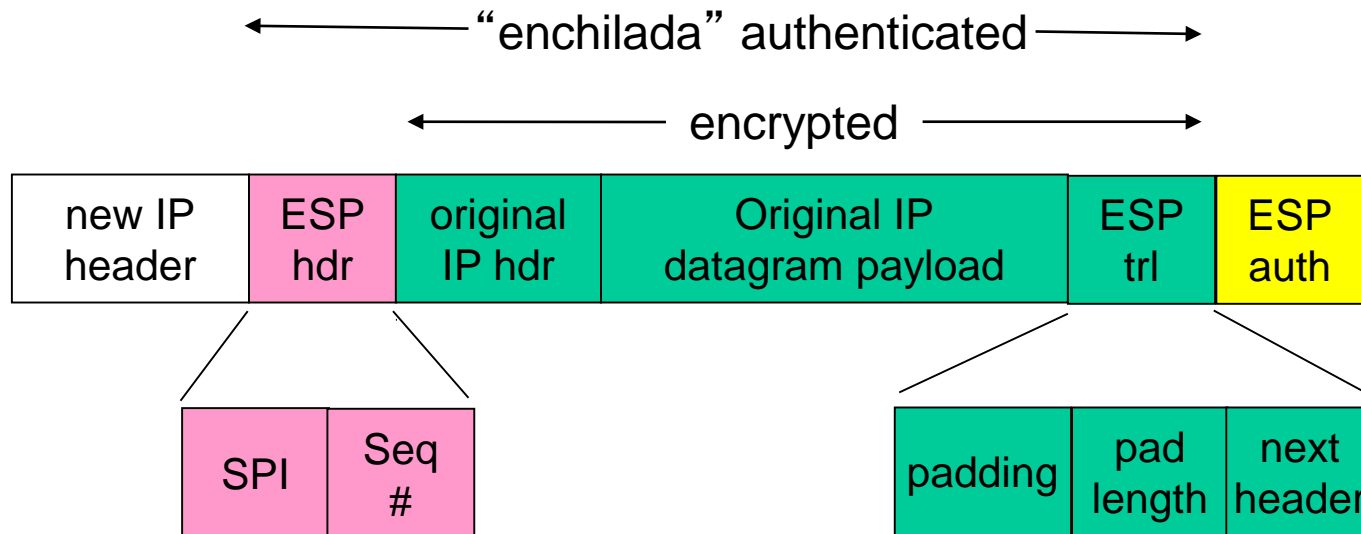 “enchilada” authenticated
encrypted
new IP
header
ESP
hdr
original
IP hdr
Original IP
datagram payload
ESP
trl
ESP
auth
SPI
Seq
#
padding
pad
length
next
header